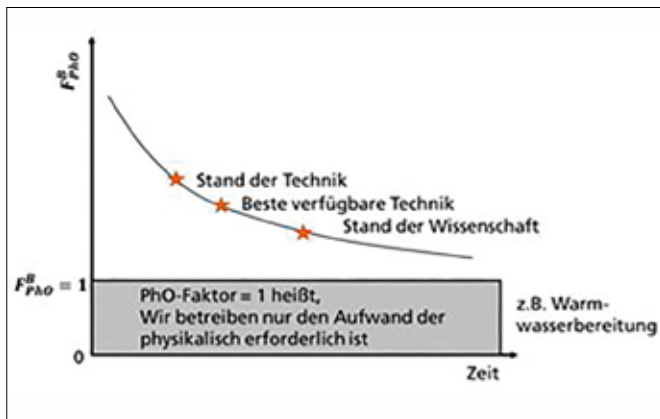 F^B_PhO
Stand der Technik
Beste verfügbare Technik
Stand der Wissenschaft
F^B_PhO = 1
PhO-Faktor = 1 heißt,
Wir betreiben nur den Aufwand der
physikalisch erforderlich ist
z.B. Warm-
wasserbereitung
0
Zeit